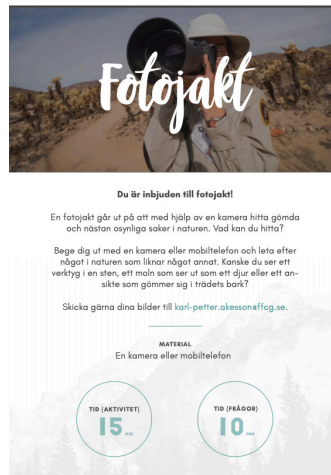 Fotojakt
Du är inbjuden till fotojakt!
En fotojakt går ut på att med hjälp av en kamera hitta gömda
och nästan osynliga saker i naturen. Vad kan du hitta?
Bege dig ut med en kamera eller mobiltelefon och leta efter
något i naturen som liknar något annat. Kanske du ser ett
verktyg i en sten, ett moln som ser ut som ett djur eller ett an-
sikte som gömmer sig i trädets bark?
Skicka gärna dina bilder till karl-petter.akesson@ffcg.se.
MATERIAL
En kamera eller mobiltelefon
TID (AKTIVITET)
15 MIN
TID (FRÅGOR)
10 MIN